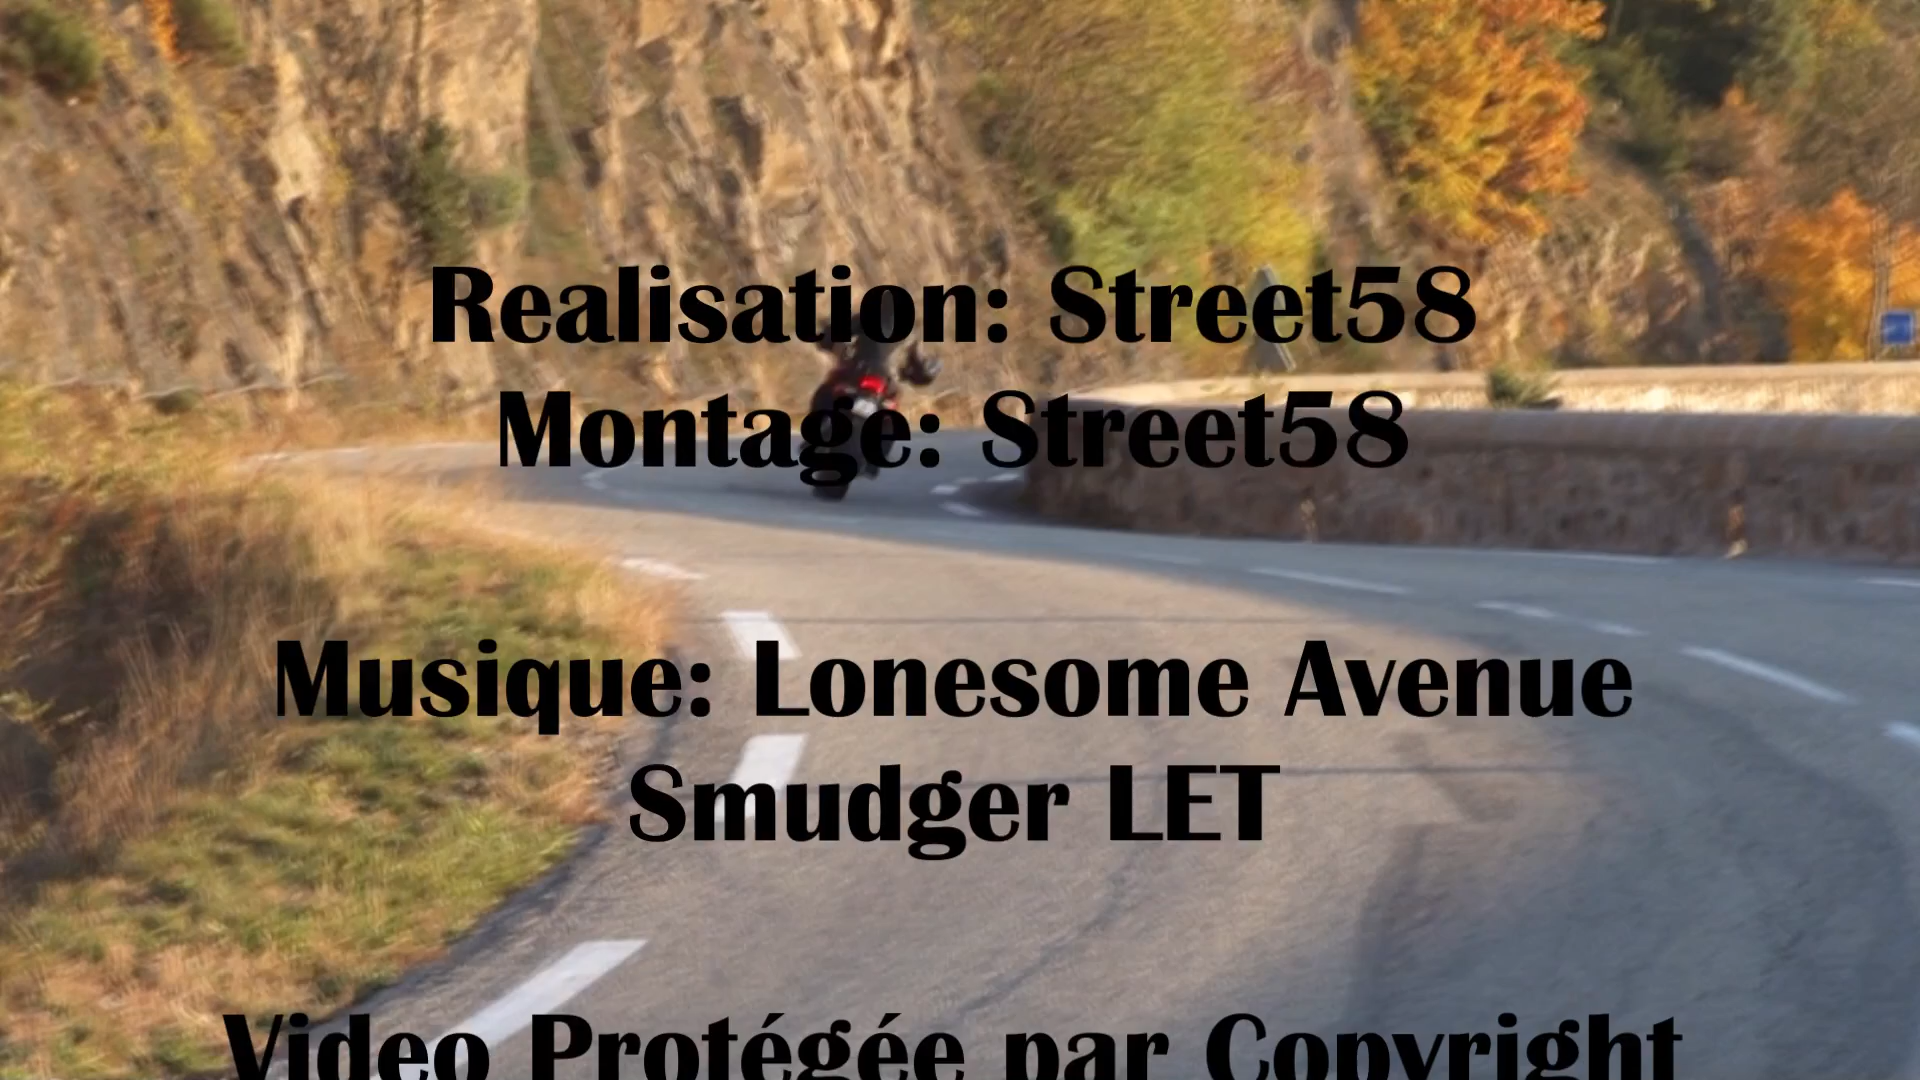 Realisation: Street58
Montage: Street58
Musique: Lonesome Avenue
Smudger LET
Video Protégée par Copyright